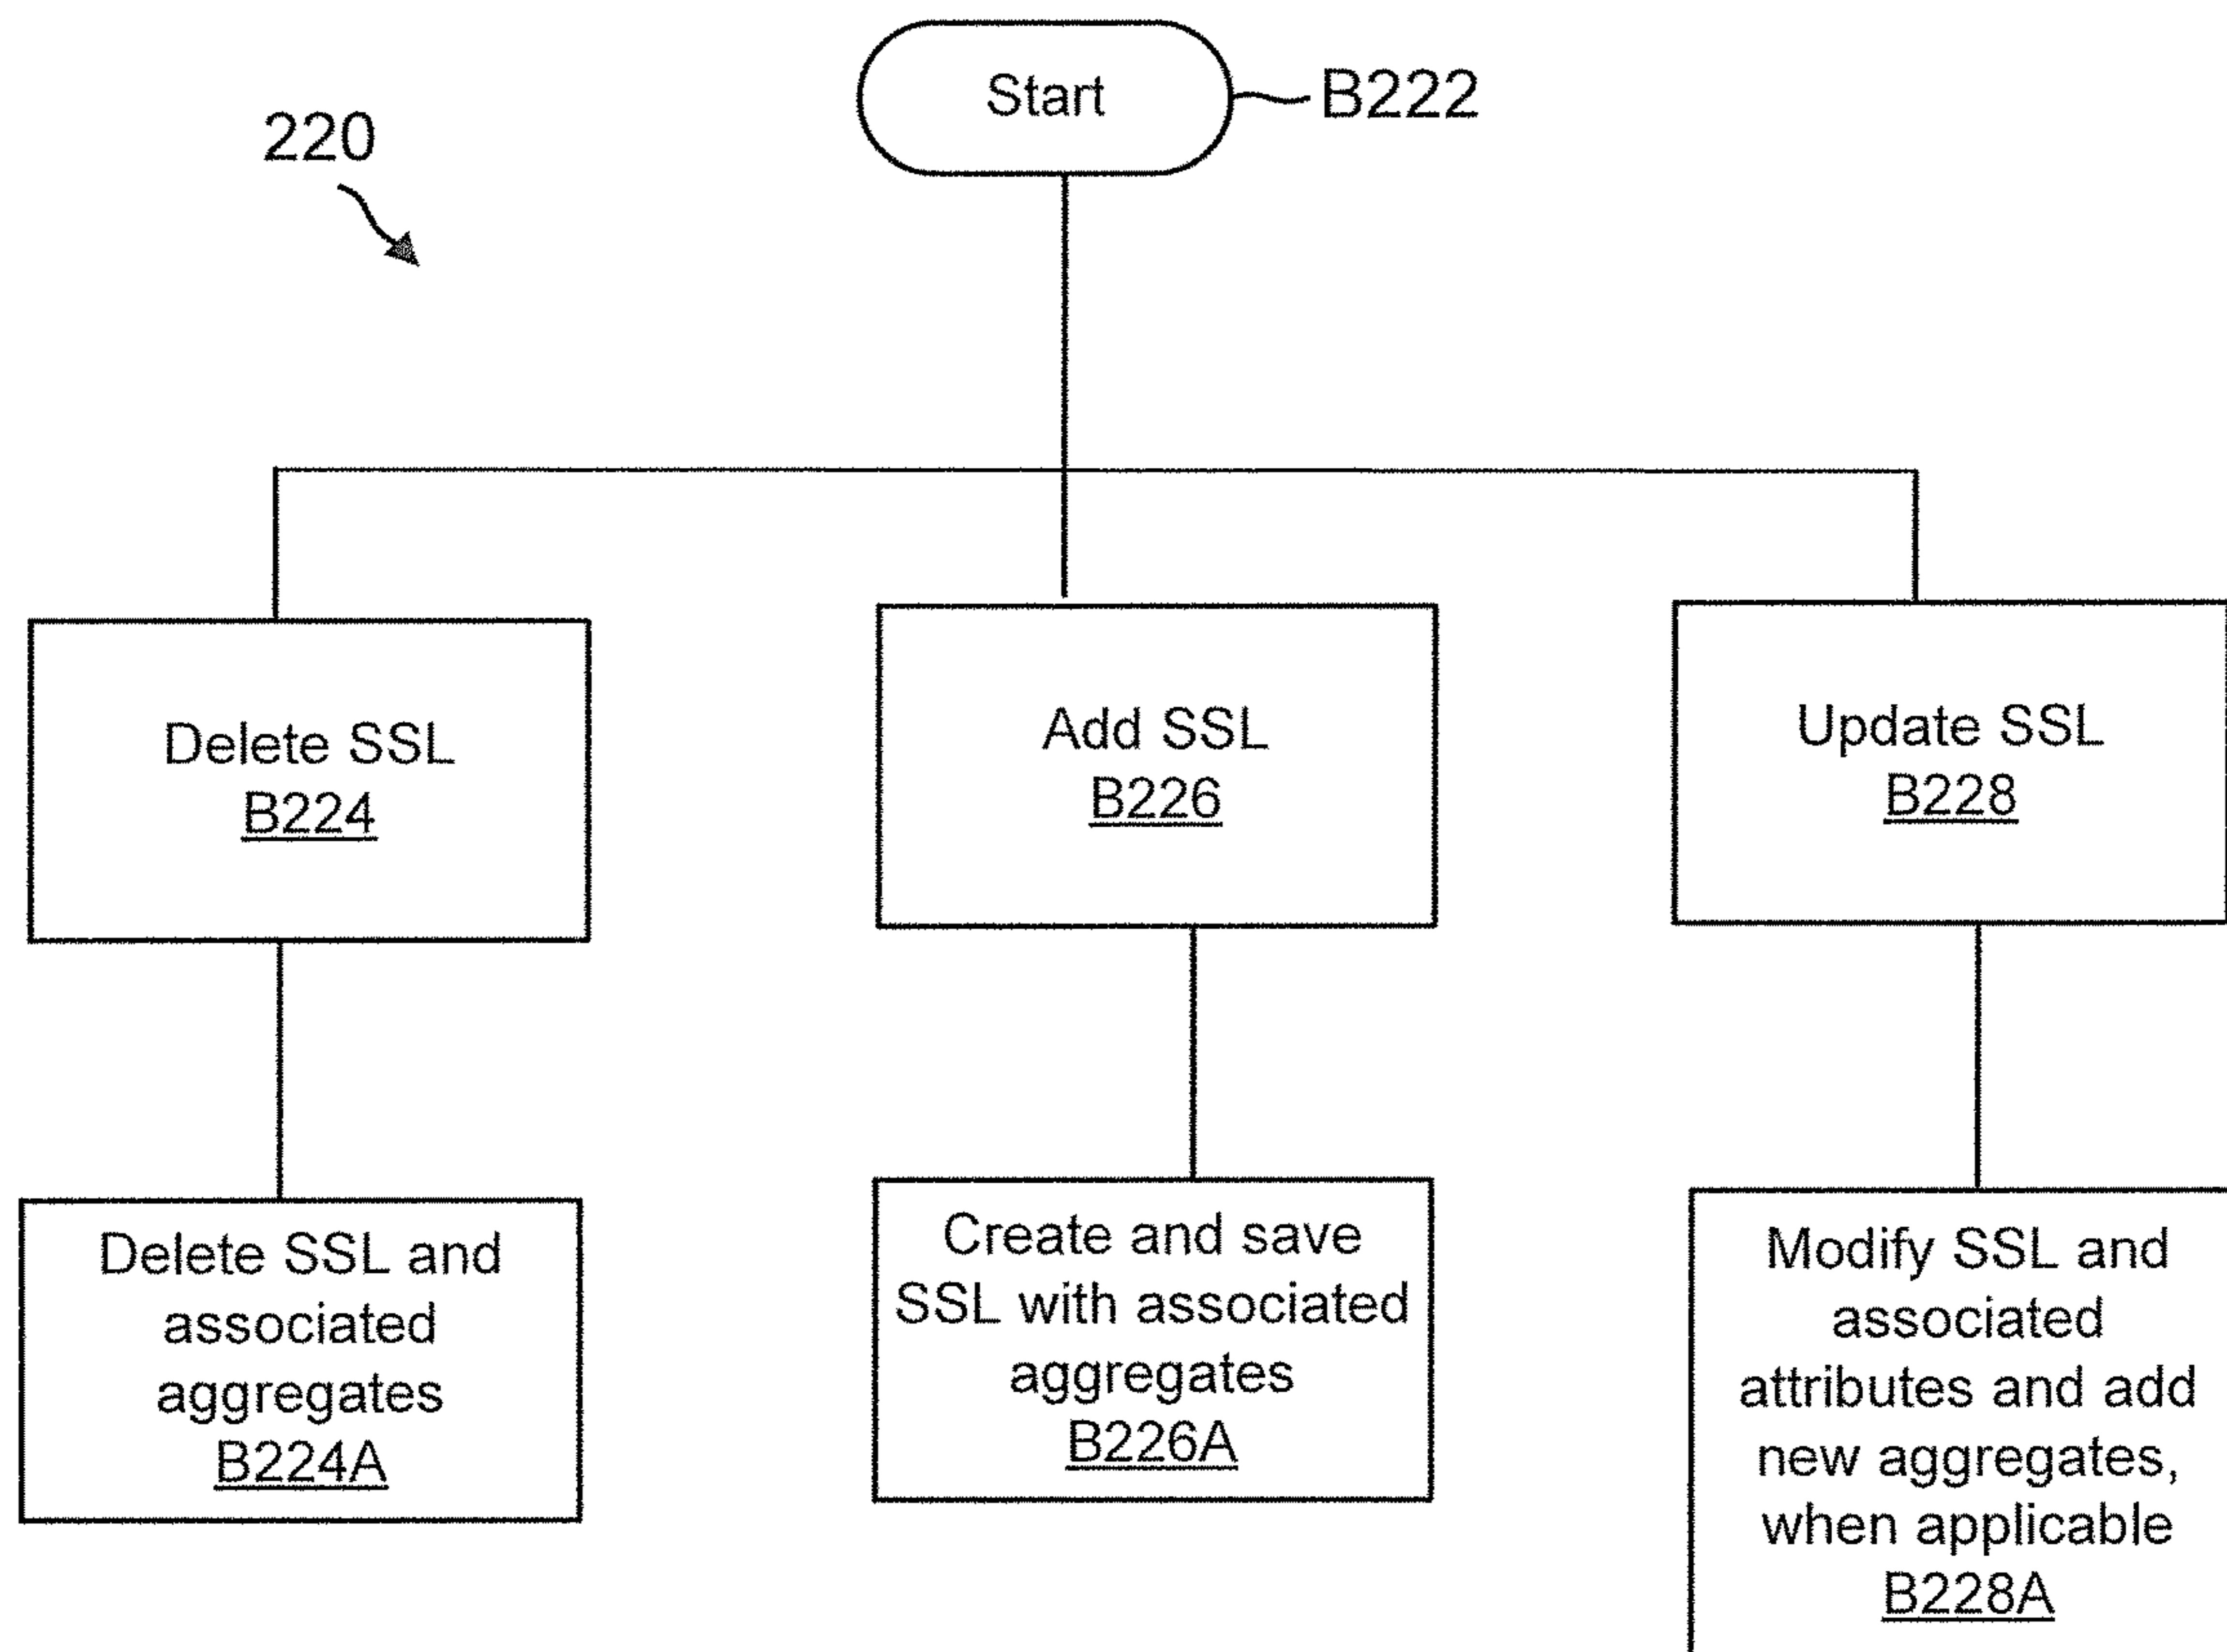 Start
B222
220
Delete SSL
B224
Add SSL
B226
Update SSL
B228
Delete SSL and
associated
aggregates
B224A
Create and save
SSL with associated
aggregates
B226A
Modify SSL and
associated
attributes and add
new aggregates,
when applicable
B228A